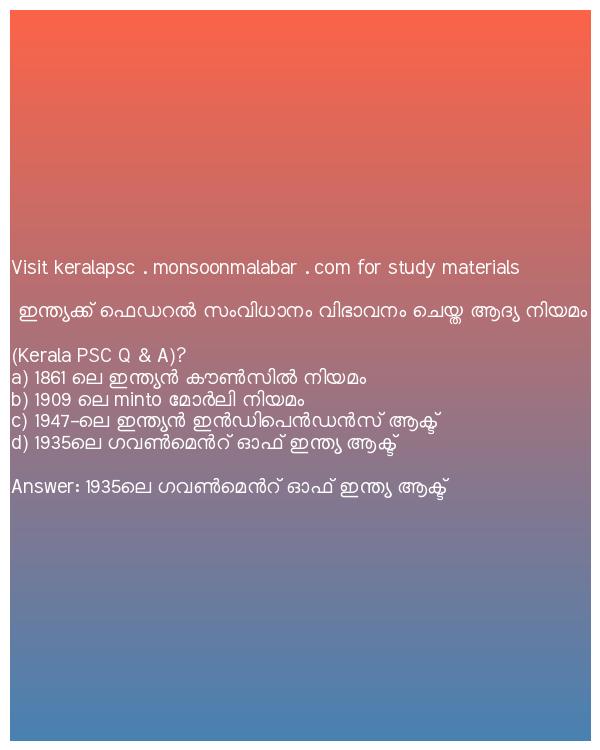 Visit keralapsc . monsoonmalabar . com for study materials
ഇന്ത്യക്ക് ഫെഡറൽ സംവിധാനം വിഭാവനം ചെയ്ത ആദ്യ നിയമം
(Kerala PSC Q & A)?
a) 1861 ലെ ഇന്ത്യൻ കൗൺസിൽ നിയമം
b) 1909 ലെ minto മോർലി നിയമം
c) 1947-ലെ ഇന്ത്യൻ ഇൻഡിപെൻഡൻസ് ആക്ട്
d) 1935ലെ ഗവൺമെൻറ് ഓഫ് ഇന്ത്യ ആക്ട്
Answer: 1935ലെ ഗവൺമെൻറ് ഓഫ് ഇന്ത്യ ആക്ട്